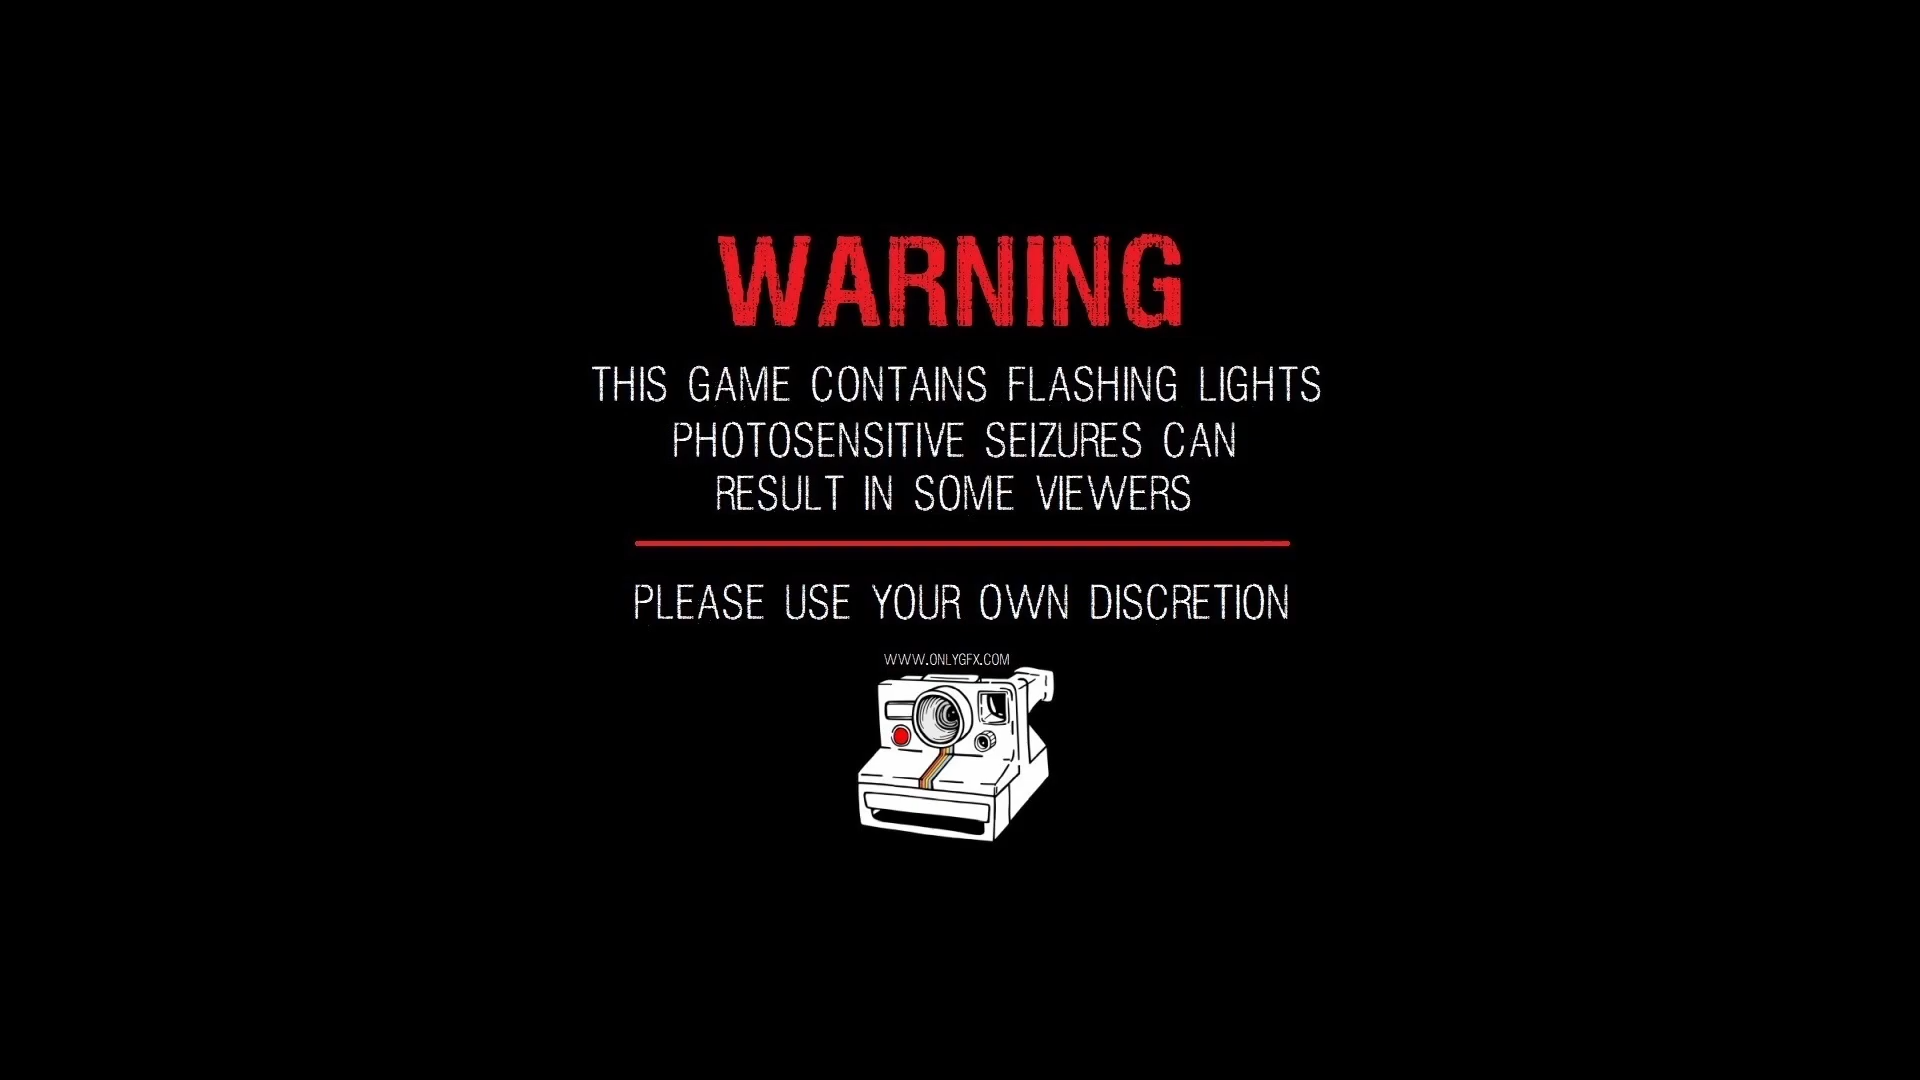 WARNING
THIS GAME CONTAINS FLASHING LIGHTS
PHOTOSENSITIVE SEIZURES CAN
RESULT IN SOME VIEWERS
PLEASE USE YOUR OWN DISCRETION
WWW.ONLYGFX.COM